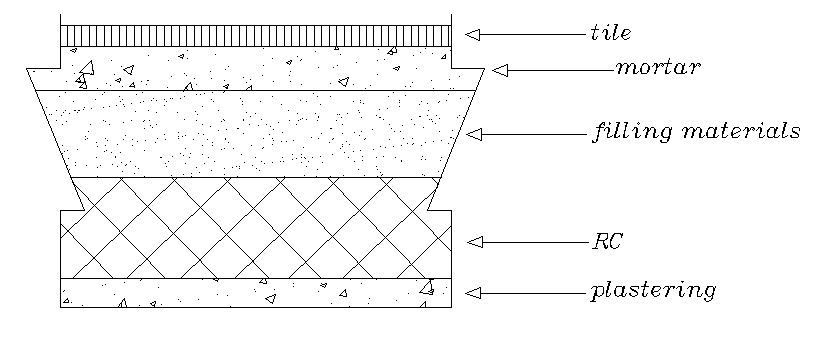 tile
mortar
filling materials
RC
plastering